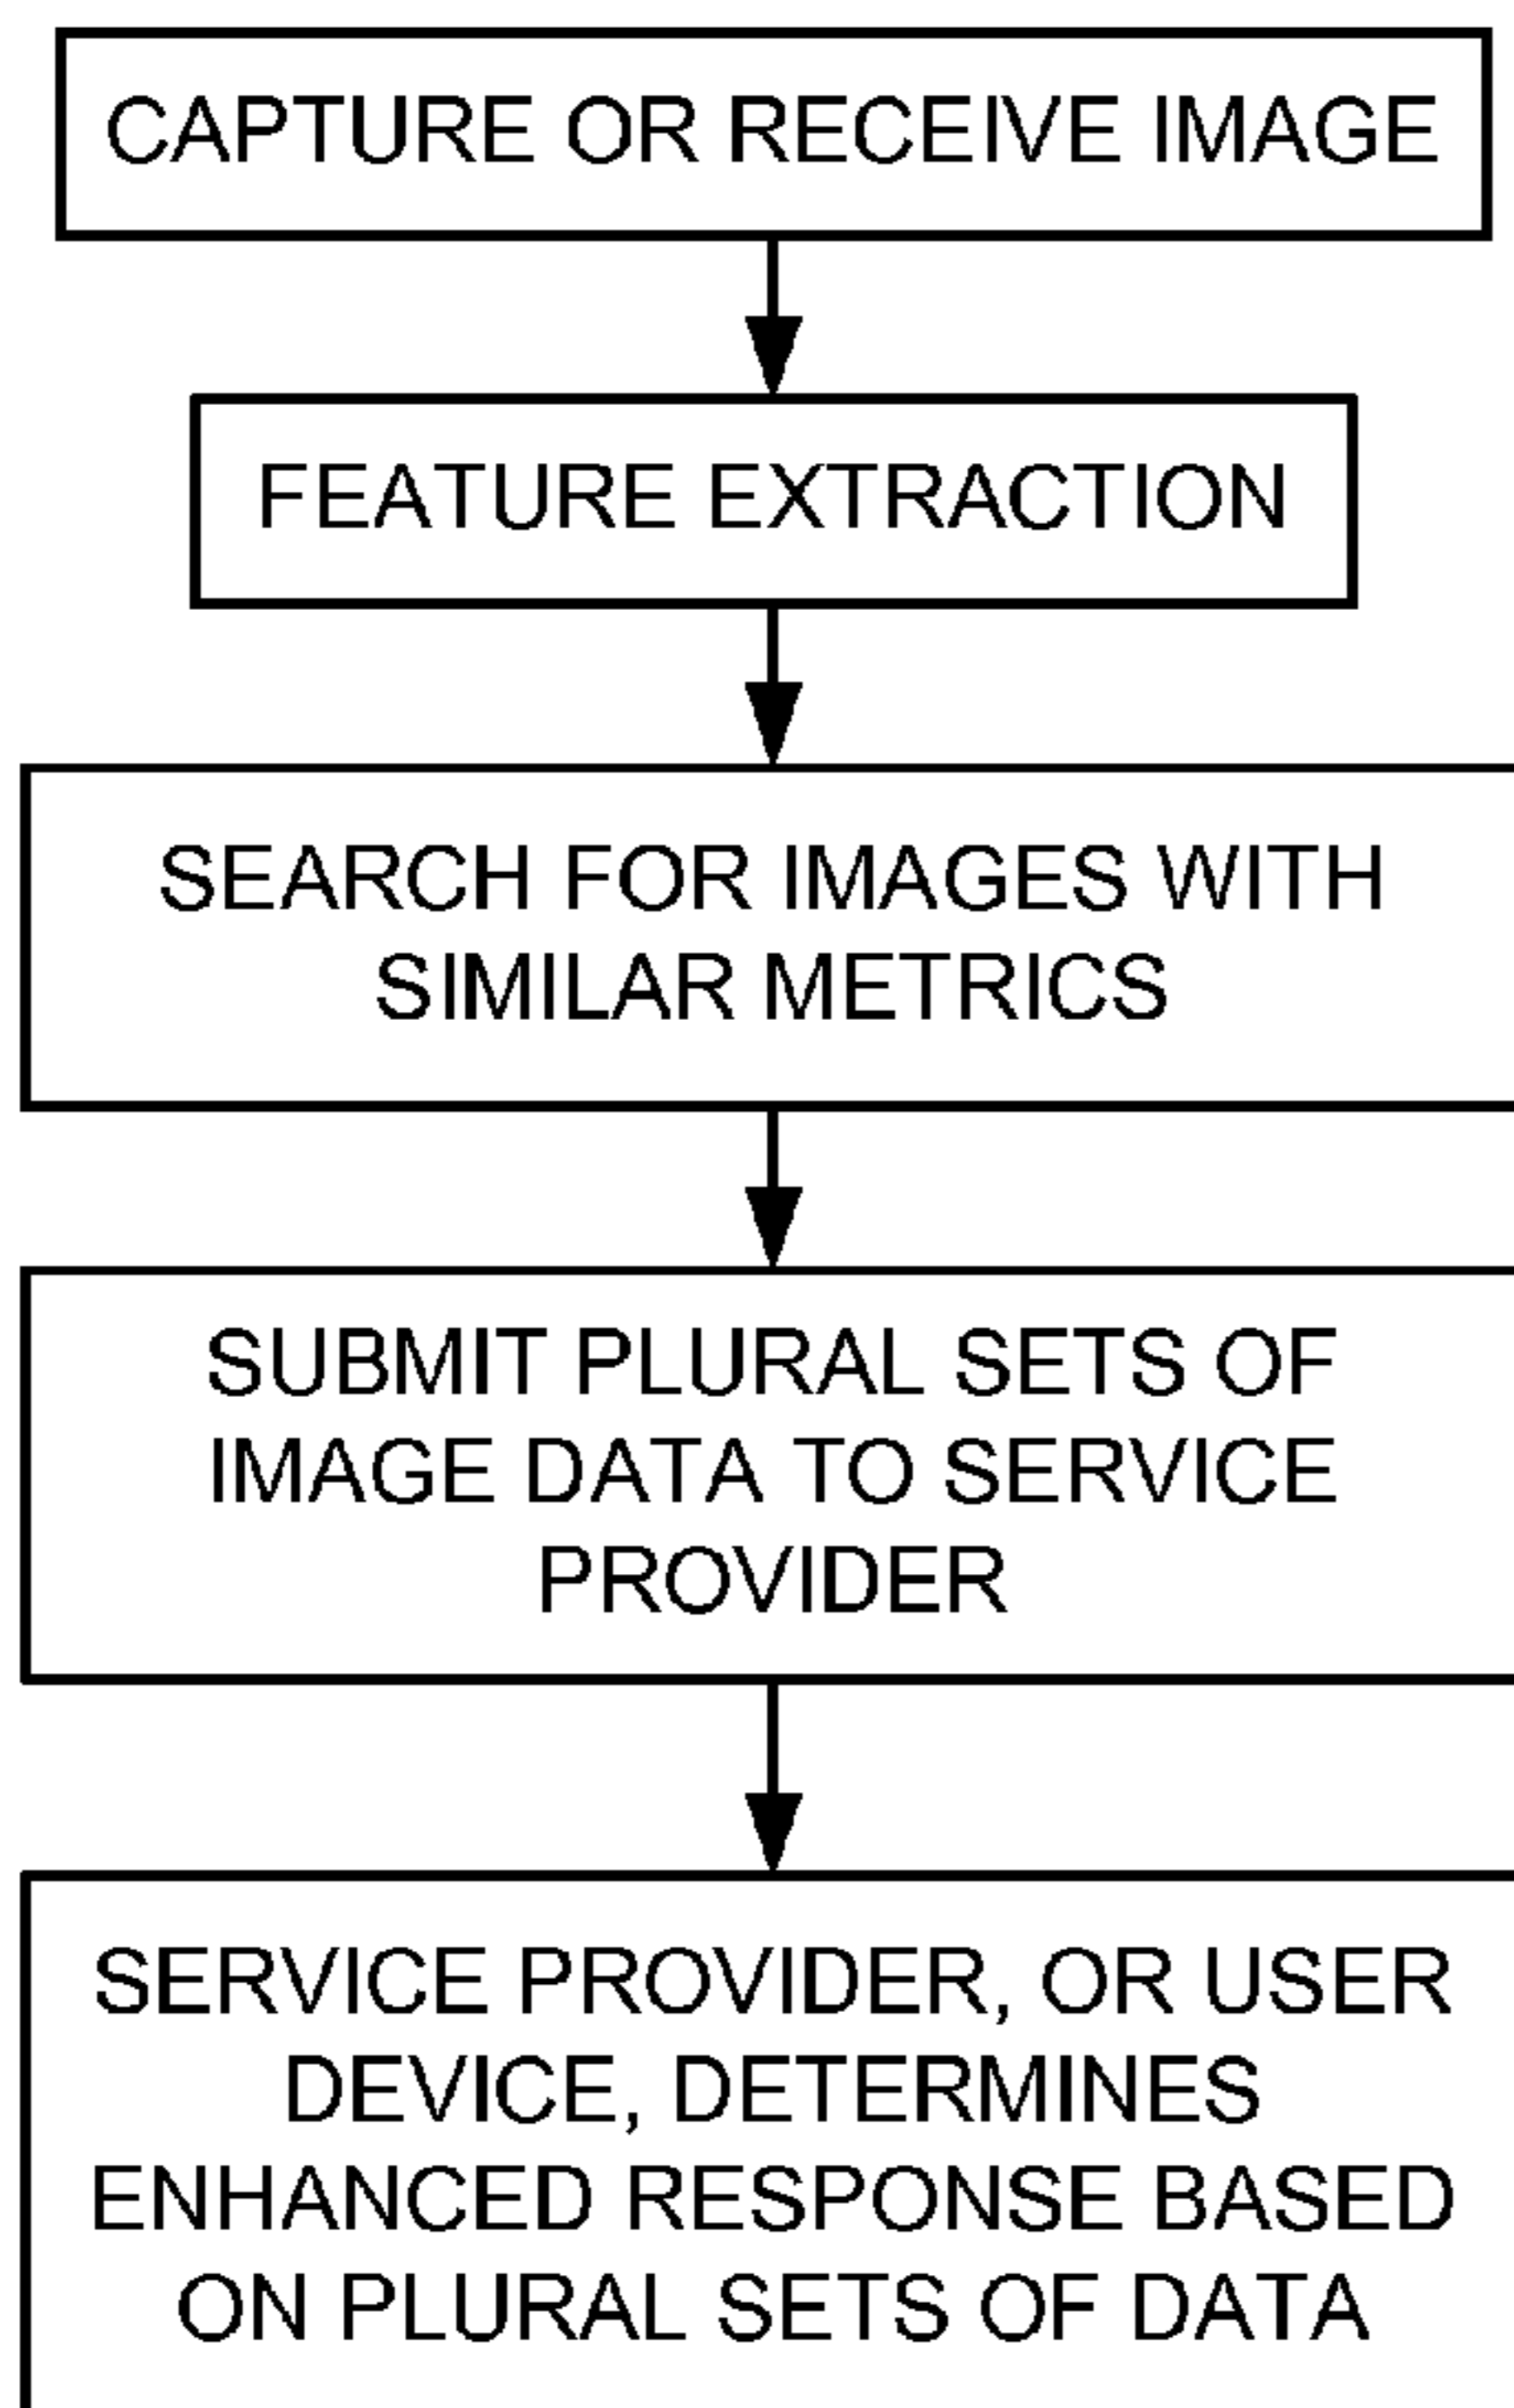 CAPTURE OR RECEIVE IMAGE
FEATURE EXTRACTION
SEARCH FOR IMAGES WITH
SIMILAR METRICS
SUBMIT PLURAL SETS OF
IMAGE DATA TO SERVICE
PROVIDER
SERVICE PROVIDER, OR USER
DEVICE, DETERMINES
ENHANCED RESPONSE BASED
ON PLURAL SETS OF DATA